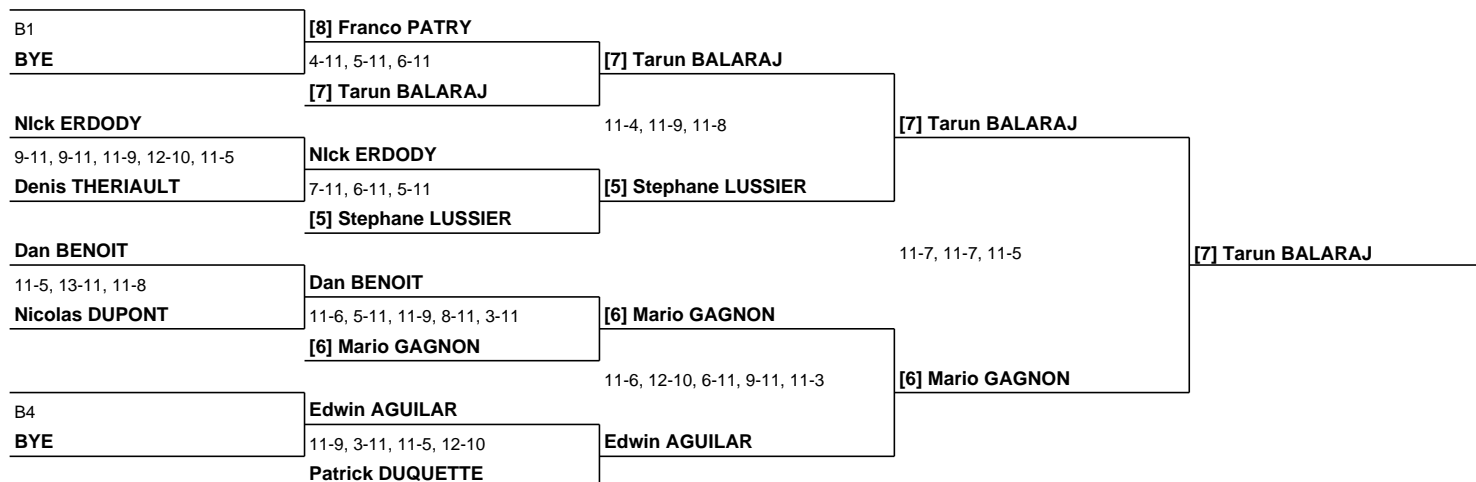 B1
BYE
NIck ERDODY
9-11, 9-11, 11-9, 12-10, 11-5
Denis THERIAULT
Dan BENOIT
11-5, 13-11, 11-8
Nicolas DUPONT
B4
BYE
[8] Franco PATRY
4-11, 5-11, 6-11
[7] Tarun BALARAJ
NIck ERDODY
7-11, 6-11, 5-11
[5] Stephane LUSSIER
Dan BENOIT
11-6, 5-11, 11-9, 8-11, 3-11
[6] Mario GAGNON
Edwin AGUILAR
11-9, 3-11, 11-5, 12-10
Patrick DUQUETTE
[7] Tarun BALARAJ
11-4, 11-9, 11-8
[5] Stephane LUSSIER
[6] Mario GAGNON
11-6, 12-10, 6-11, 9-11, 11-3
Edwin AGUILAR
[7] Tarun BALARAJ
11-7, 11-7, 11-5
[6] Mario GAGNON
[7] Tarun BALARAJ